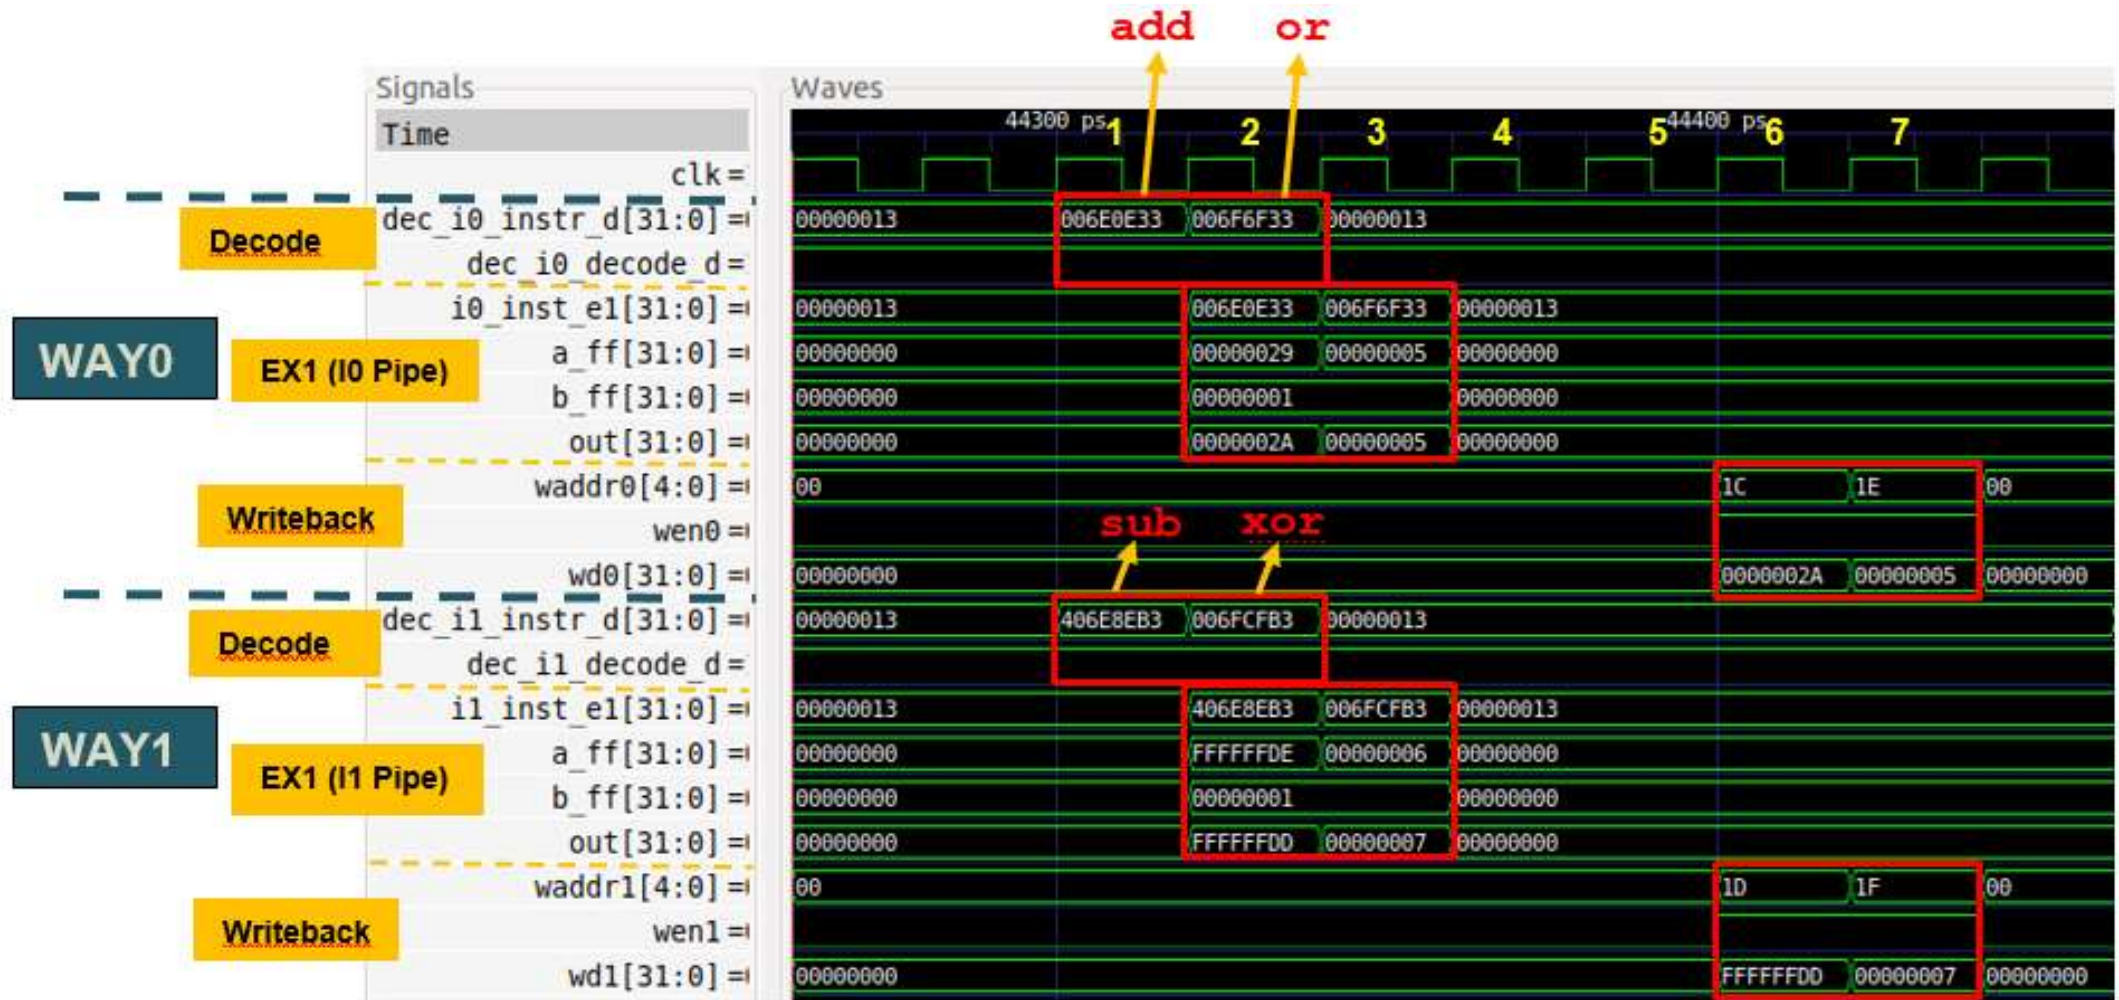 add or
Signals Waves
Time 44300 ps 1 2 3 4 5 44400 ps 6 7
clk=
Decode
dec_i0_instr_d[31:0]= 00000013 006E0E33 006F6F33 00000013
dec_i0_decode_d=
WAY0
EX1 (I0 Pipe)
i0_inst_e1[31:0]= 00000013 006E0E33 006F6F33 00000013
a_ff[31:0]= 00000000 00000029 00000005 00000000
b_ff[31:0]= 00000000 00000001 00000000
out[31:0]= 00000000 0000002A 00000005 00000000
Writeback
waddr0[4:0]= 00 1C 1E 00
wen0=
sub xor
wd0[31:0]= 00000000 0000002A 00000005 00000000
Decode
dec_i1_instr_d[31:0]= 00000013 406E8EB3 006FCFB3 00000013
dec_i1_decode_d=
WAY1
EX1 (I1 Pipe)
i1_inst_e1[31:0]= 00000013 406E8EB3 006FCFB3 00000013
a_ff[31:0]= 00000000 FFFFFFDE 00000006 00000000
b_ff[31:0]= 00000000 00000001 00000000
out[31:0]= 00000000 FFFFFFDD 00000007 00000000
Writeback
waddr1[4:0]= 00 1D 1F 00
wen1=
wd1[31:0]= 00000000 FFFFFFDD 00000007 00000000